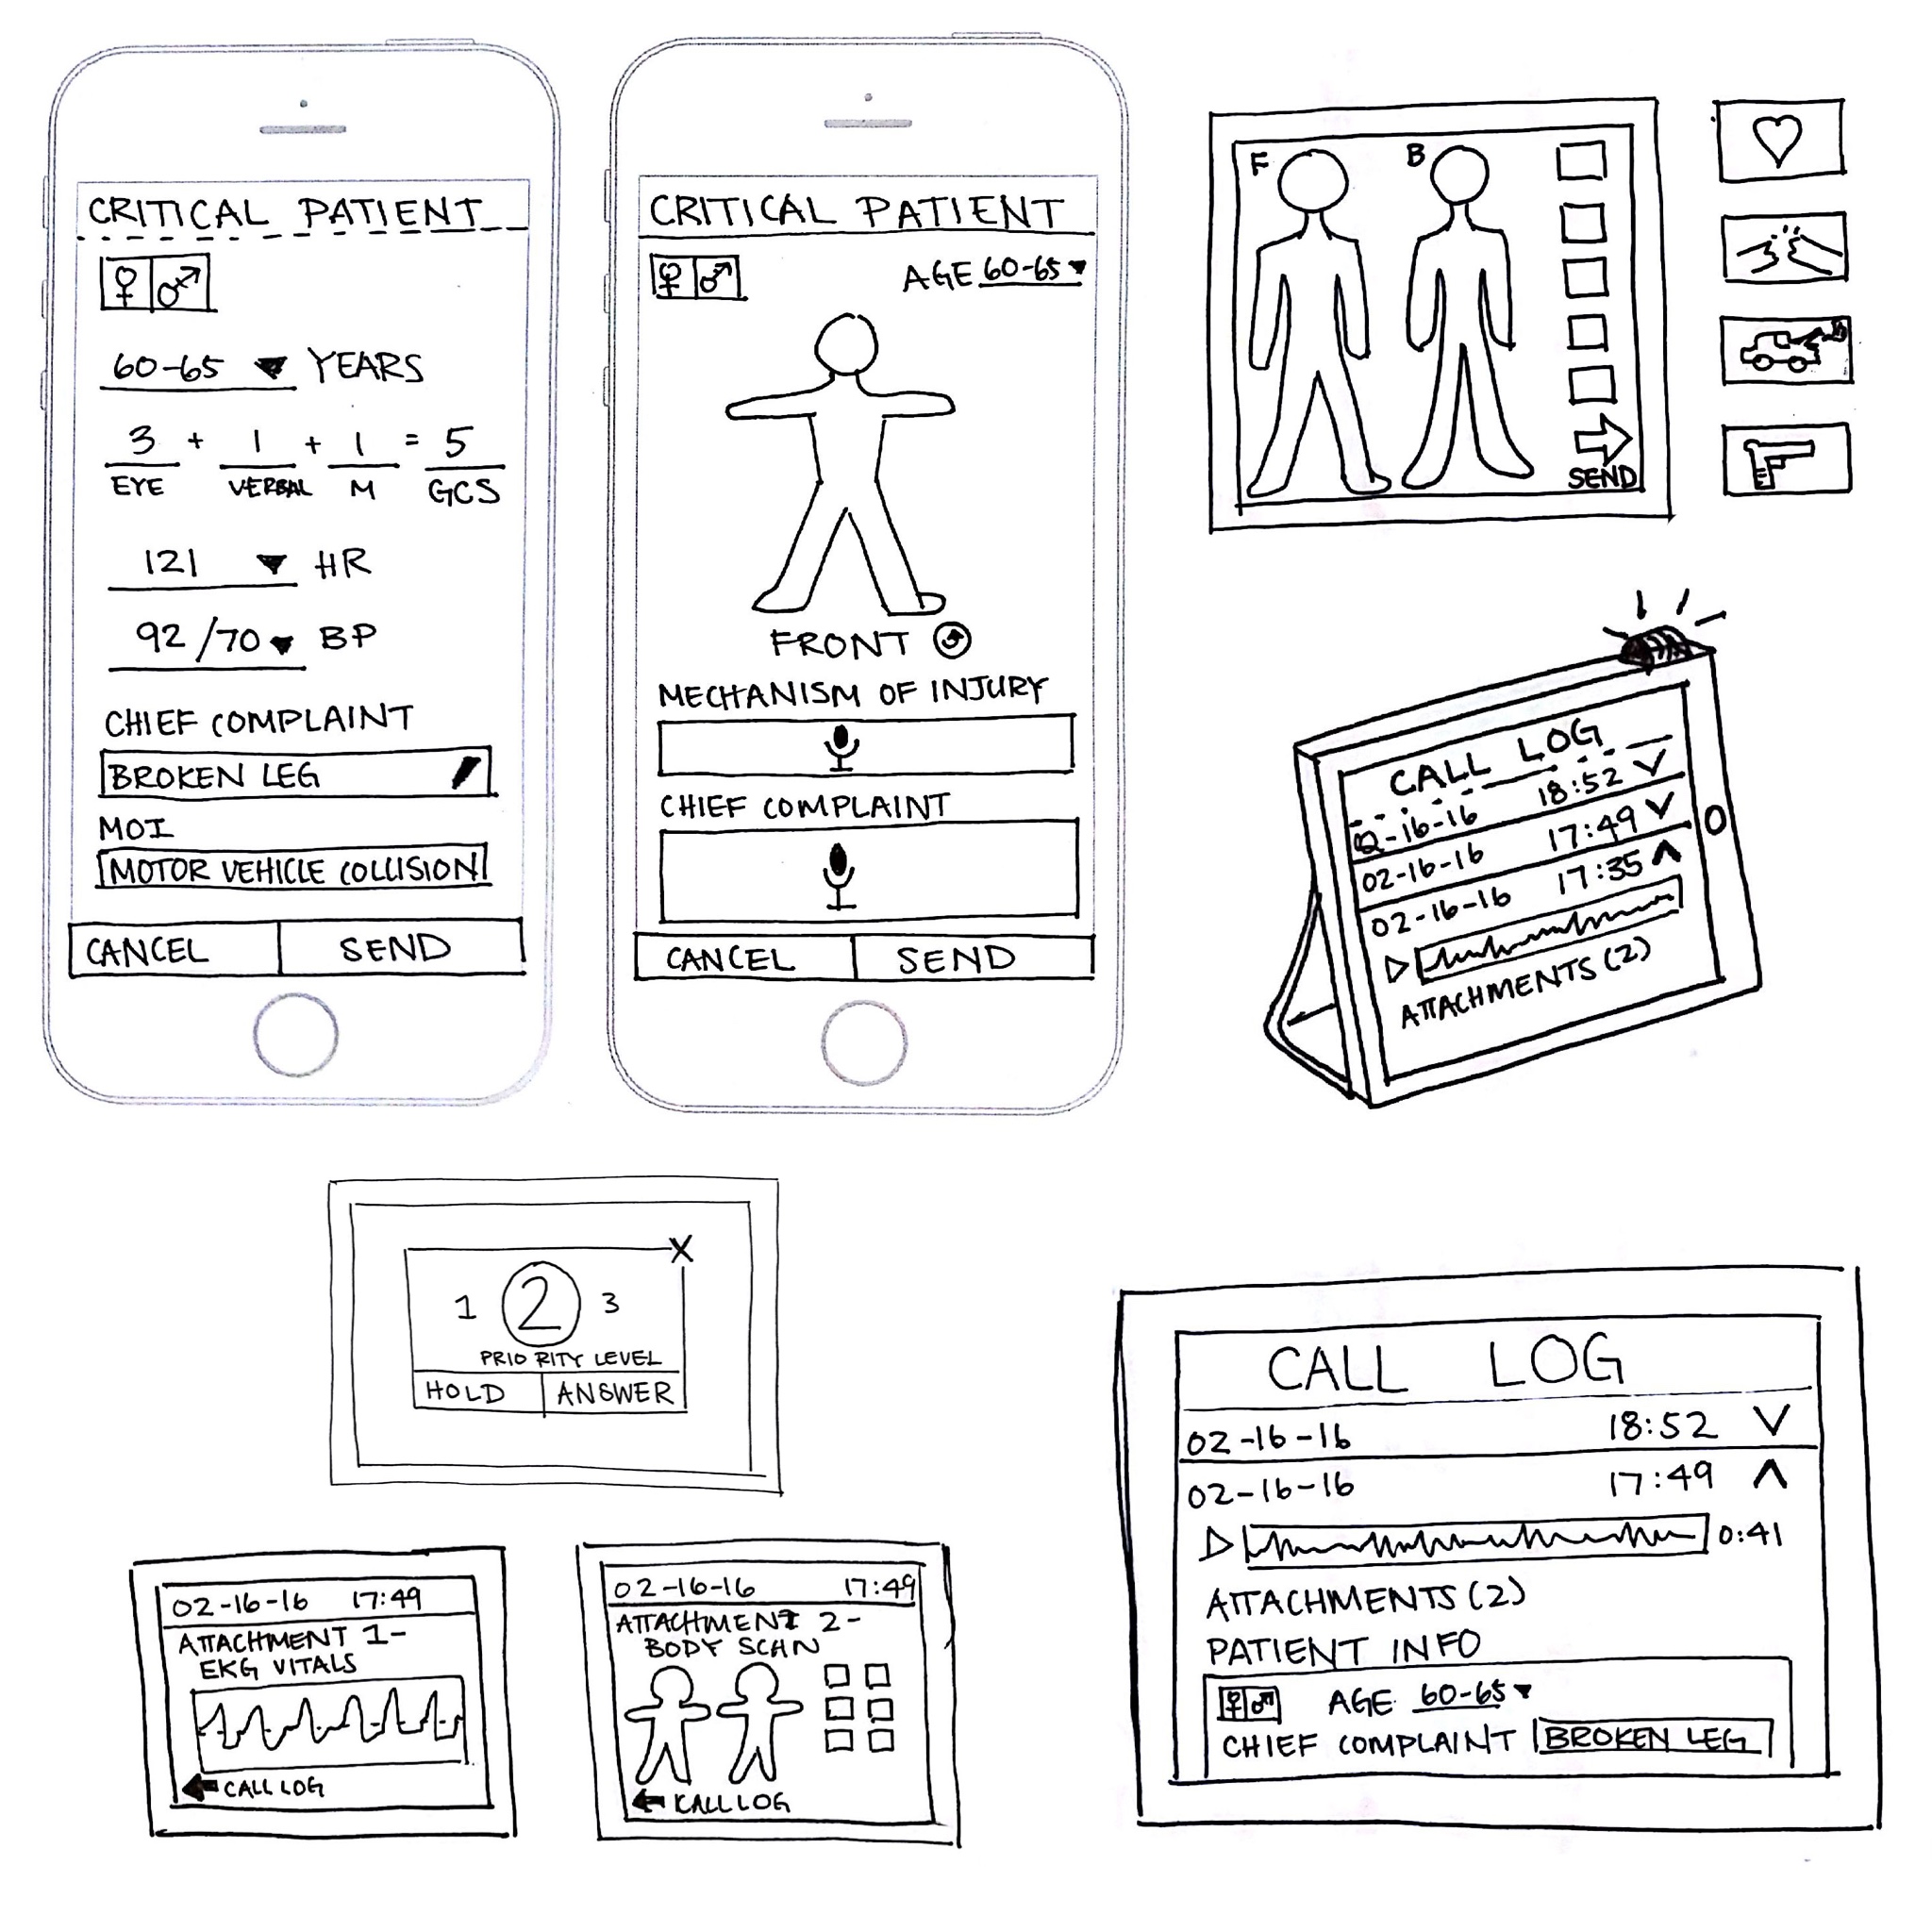 CRITICAL PATIENT
60-65 YEARS
3 + 1 + 1 = 5
EYE VERBAL M GCS
121 HR
92/70 BP
CHIEF COMPLAINT
BROKEN LEG
MOI
MOTOR VEHICLE COLLISION
CANCEL SEND
CRITICAL PATIENT
AGE 60-65
FRONT
MECHANISM OF INJURY
CHIEF COMPLAINT
CANCEL SEND
F B
SEND
CALL LOG
02-16-16 18:52
02-16-16 17:49
02-16-16 17:35
ATTACHMENTS (2)
X
1 2 3
PRIORITY LEVEL
HOLD ANSWER
02-16-16 17:49
ATTACHMENT 1-
EKG VITALS
CALL LOG
02-16-16 17:49
ATTACHMENT 2-
BODY SCAN
CALL LOG
CALL LOG
02-16-16 18:52
02-16-16 17:49
0:41
ATTACHMENTS (2)
PATIENT INFO
AGE 60-65
CHIEF COMPLAINT BROKEN LEG